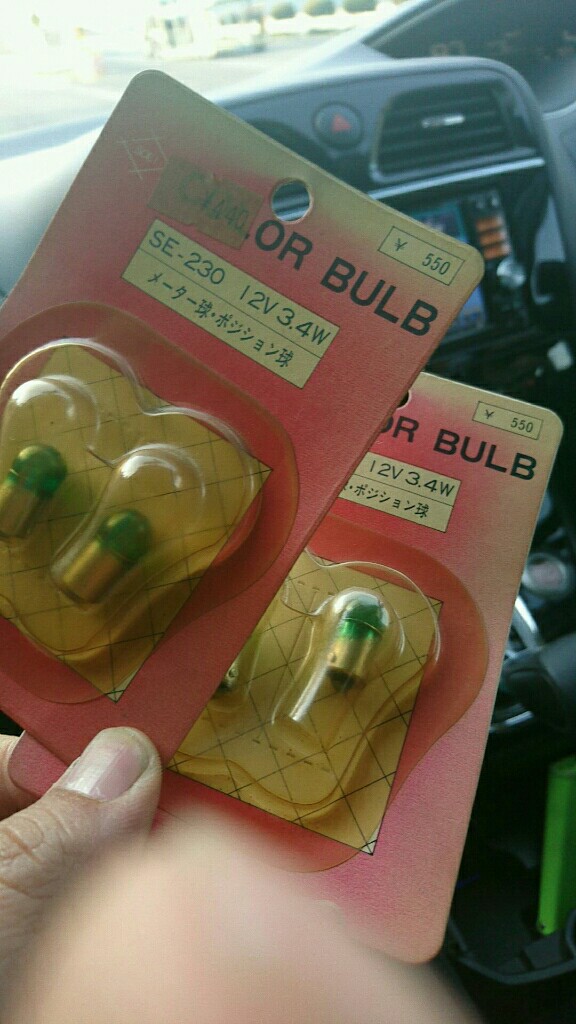 ¥440
OR BULB
¥ 550
SE-230 12V 3.4W
メーター球・ポジション球
OR BULB
¥ 550
12V 3.4W
・ポジション球